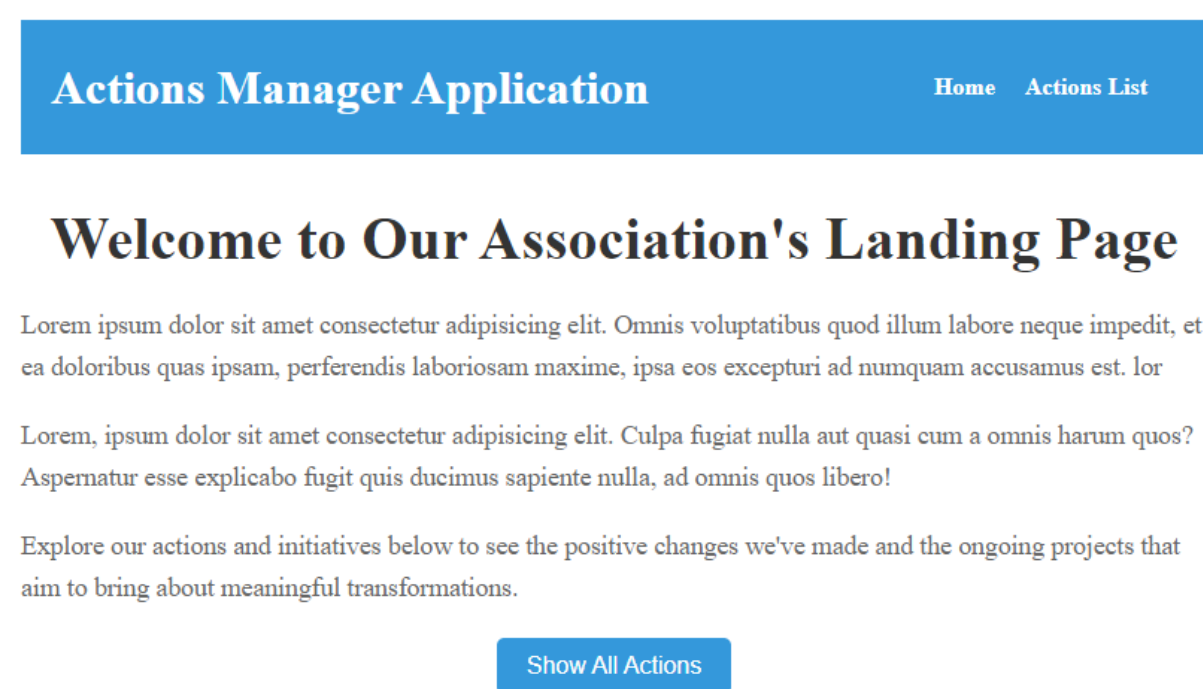 Actions Manager Application
Home Actions List
Welcome to Our Association's Landing Page
Lorem ipsum dolor sit amet consectetur adipisicing elit. Omnis voluptatibus quod illum labore neque impedit, et
ea doloribus quas ipsam, perferendis laboriosam maxime, ipsa eos excepturi ad numquam accusamus est. lor
Lorem, ipsum dolor sit amet consectetur adipisicing elit. Culpa fugiat nulla aut quasi cum a omnis harum quos?
Aspernatur esse explicabo fugit quis ducimus sapiente nulla, ad omnis quos libero!
Explore our actions and initiatives below to see the positive changes we've made and the ongoing projects that
aim to bring about meaningful transformations.
Show All Actions